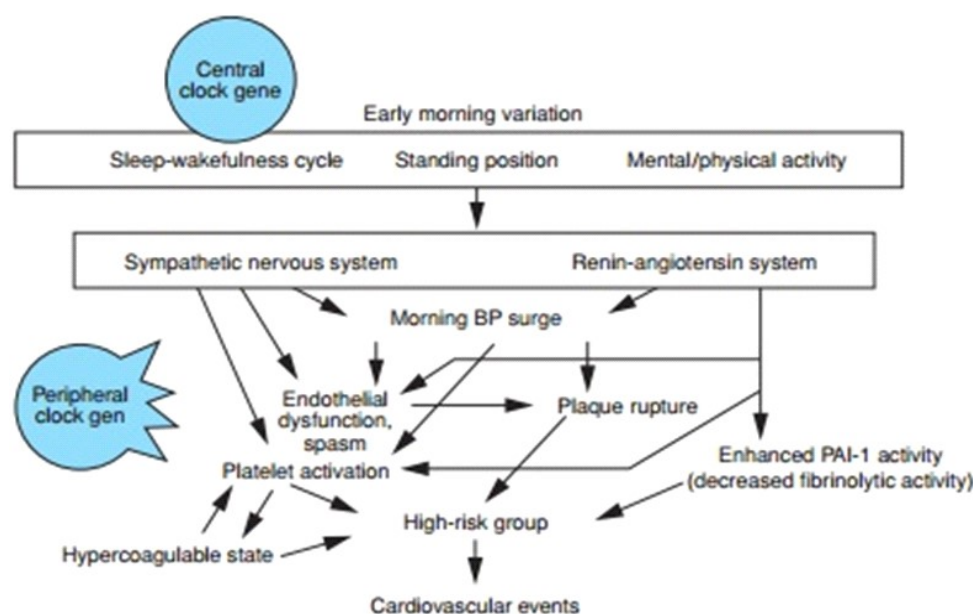 Central
clock gene
Early morning variation
Sleep-wakefulness cycle Standing position Mental/physical activity
Sympathetic nervous system Renin-angiotensin system
Morning BP surge
Peripheral
clock gen
Endothelial
dysfunction,
spasm
Plaque rupture
Platelet activation
Enhanced PAI-1 activity
(decreased fibrinolytic activity)
High-risk group
Hypercoagulable state
Cardiovascular events